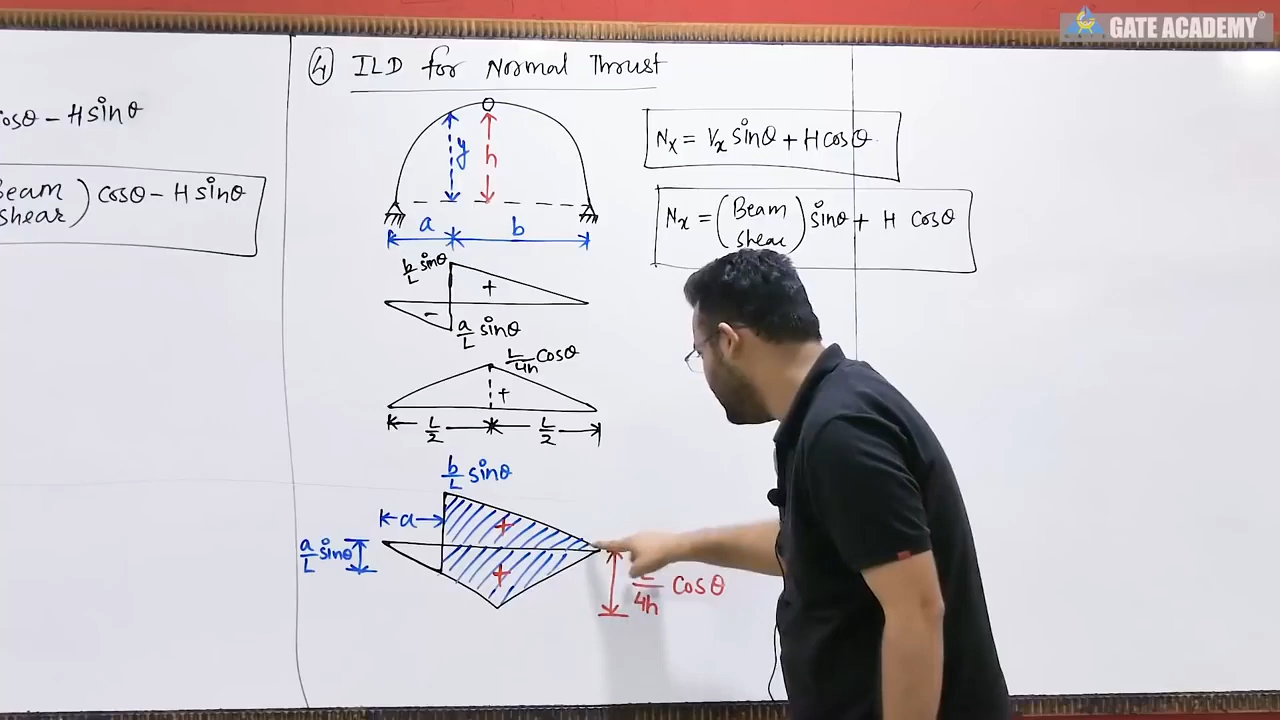 GATE ACADEMY
④ ILD for Normal Thrust
cosθ - Hsinθ
Beam shear) cosθ - H sinθ
y
h
a
b
Nx = Vx sinθ + H cosθ
Nx = (Beam shear) sinθ + H cosθ
b/L sinθ
+
-
a/L sinθ
L/4h cosθ
+
L/2
L/2
b/L sinθ
a
+
a/L sinθ
+
L/4h cosθ